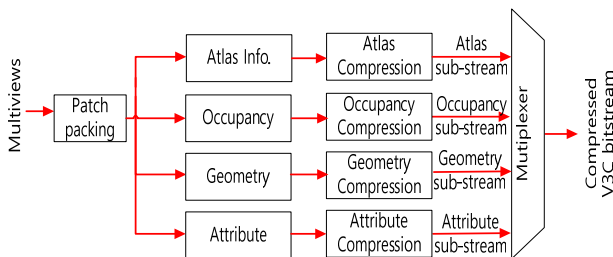 Multiviews
Patch
packing
Atlas Info.
Atlas
Compression
Atlas
sub-stream
Occupancy
Occupancy
Compression
Occupancy
sub-stream
Geometry
Geometry
Compression
Geometry
sub-stream
Attribute
Attribute
Compression
Attribute
sub-stream
Mutiplexer
Compressed
V3C bitstream